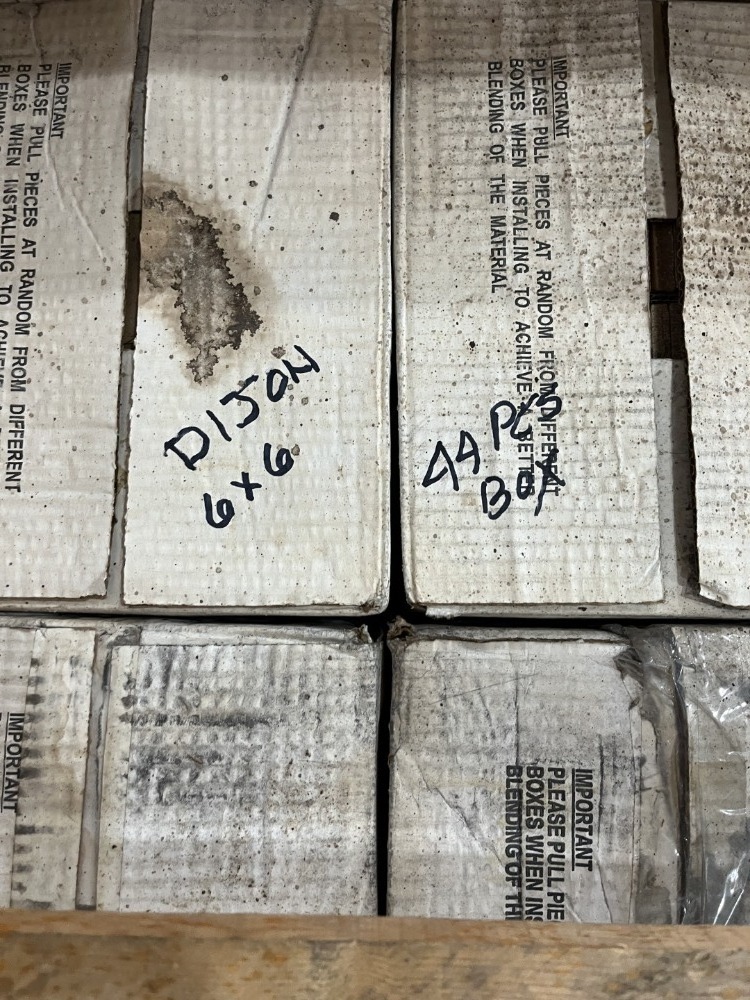 IMPORTANT
PLEASE PULL PIECES AT RANDOM FROM DIFFERENT
BOXES WHEN INSTALLING TO ACHIEVE
BLENDING
DIJON
6x6
IMPORTANT
PLEASE PULL PIECES AT RANDOM FROM DIFFERENT
BOXES WHEN INSTALLING TO ACHIEVE BETTER
BLENDING OF THE MATERIAL
44 PCS
BOX
IMPORTANT
IMPORTANT
PLEASE PULL PIE
BOXES WHEN INS
BLENDING OF TH